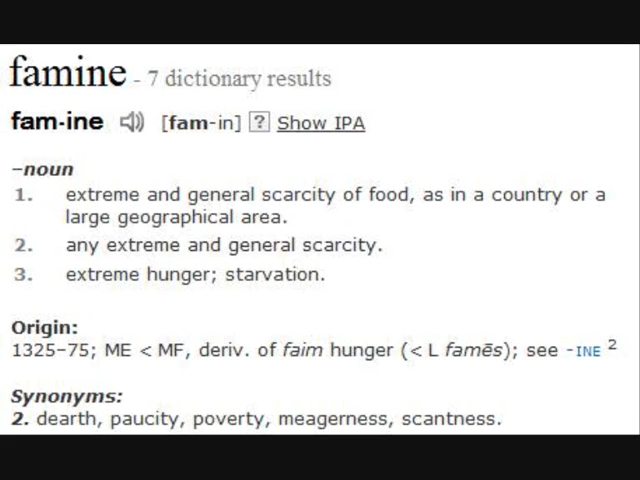 famine - 7 dictionary results
fam·ine [fam-in] ? Show IPA
–noun
1. extreme and general scarcity of food, as in a country or a
large geographical area.
2. any extreme and general scarcity.
3. extreme hunger; starvation.
Origin:
1325–75; ME < MF, deriv. of faim hunger (< L famēs); see -INE 2
Synonyms:
2. dearth, paucity, poverty, meagerness, scantness.